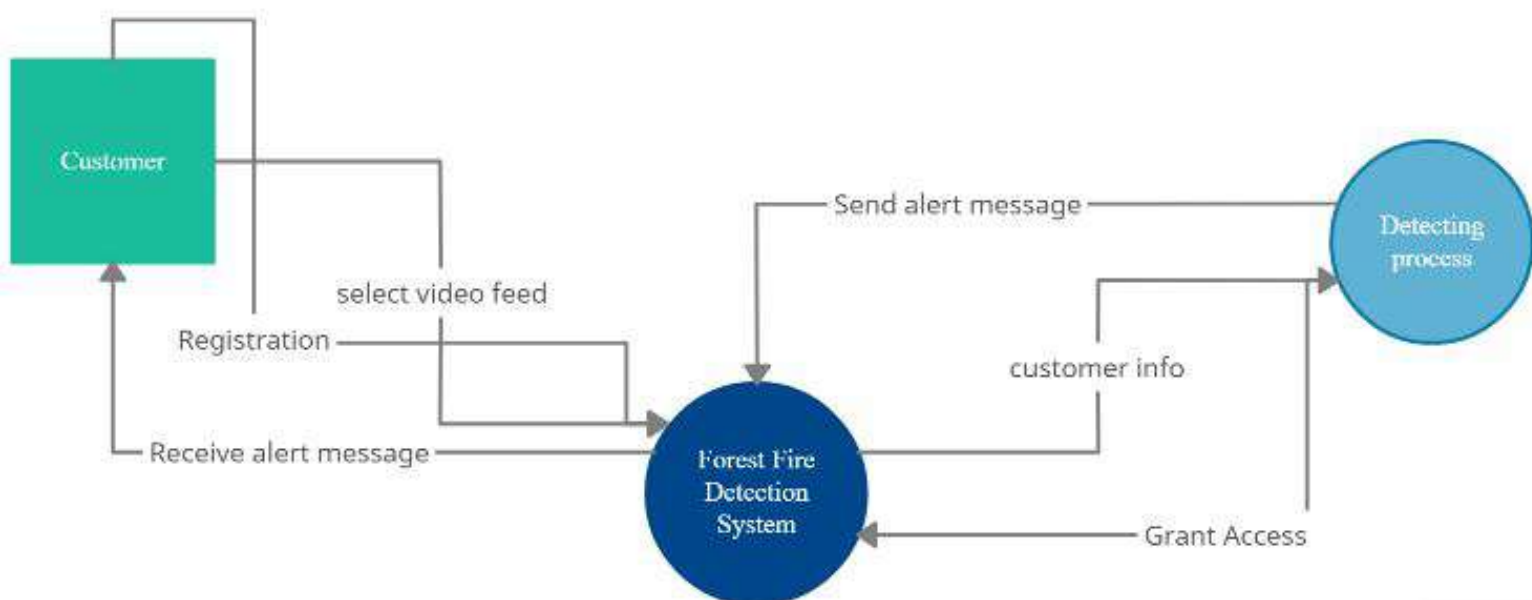 Customer
Send alert message
Detecting
process
select video feed
Registration
customer info
Receive alert message
Forest Fire
Detection
System
Grant Access